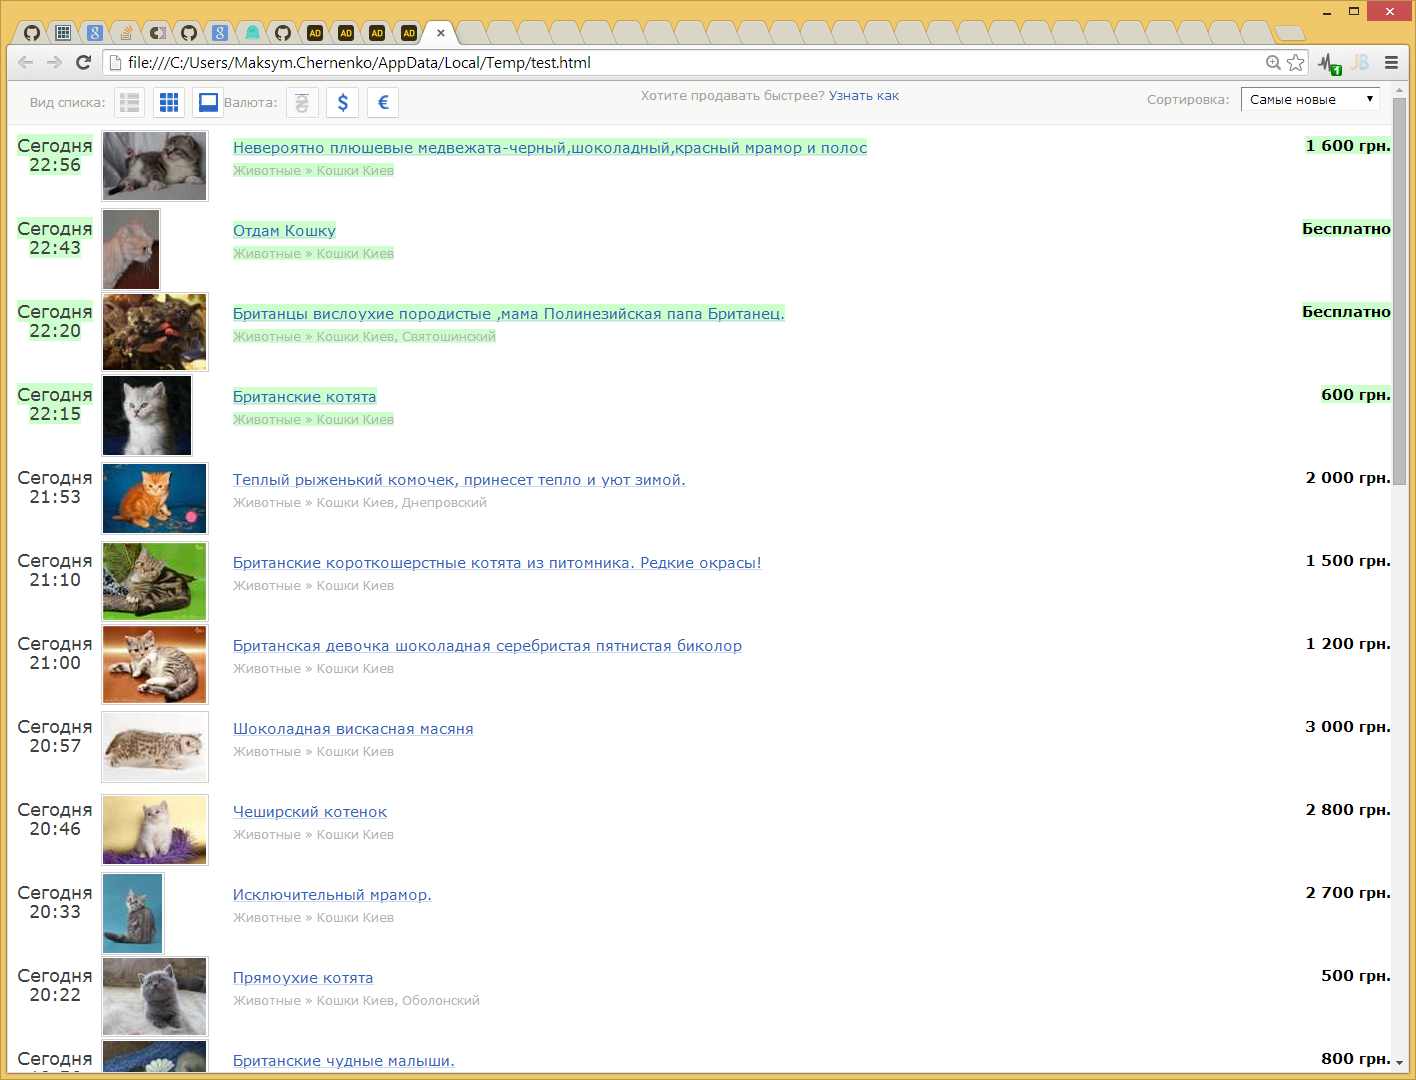 AD AD AD AD
file:///C:/Users/Maksym.Chernenko/AppData/Local/Temp/test.html
1 JB
Вид списка: Валюта: $ € Хотите продавать быстрее? Узнать как Сортировка: Самые новые
Сегодня 22:56
Невероятно плюшевые медвежата-черный,шоколадный,красный мрамор и полос
Животные » Кошки Киев
1 600 грн.
Сегодня 22:43
Отдам Кошку
Животные » Кошки Киев
Бесплатно
Сегодня 22:20
Британцы вислоухие породистые ,мама Полинезийская папа Британец.
Животные » Кошки Киев, Святошинский
Бесплатно
Сегодня 22:15
Британские котята
Животные » Кошки Киев
600 грн.
Сегодня 21:53
Теплый рыженький комочек, принесет тепло и уют зимой.
Животные » Кошки Киев, Днепровский
2 000 грн.
Сегодня 21:10
Британские короткошерстные котята из питомника. Редкие окрасы!
Животные » Кошки Киев
1 500 грн.
Сегодня 21:00
Британская девочка шоколадная серебристая пятнистая биколор
Животные » Кошки Киев
1 200 грн.
Сегодня 20:57
Шоколадная вискасная масяня
Животные » Кошки Киев
3 000 грн.
Сегодня 20:46
Чеширский котенок
Животные » Кошки Киев
2 800 грн.
Сегодня 20:33
Исключительный мрамор.
Животные » Кошки Киев
2 700 грн.
Сегодня 20:22
Прямоухие котята
Животные » Кошки Киев, Оболонский
500 грн.
Сегодня
Британские чудные малыши.
800 грн.